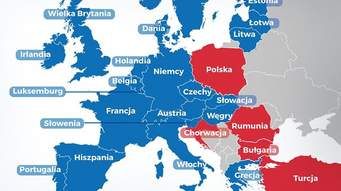 Estonia
Wielka Brytania
Łotwa
Dania
Litwa
Irlandia
Holandia
Niemcy
Polska
Belgia
Luksemburg
Czechy
Słowacja
Francja
Austria
Węgry
Słowenia
Rumunia
Chorwacja
Bułgaria
Hiszpania
Włochy
Portugalia
Grecja
Turcja